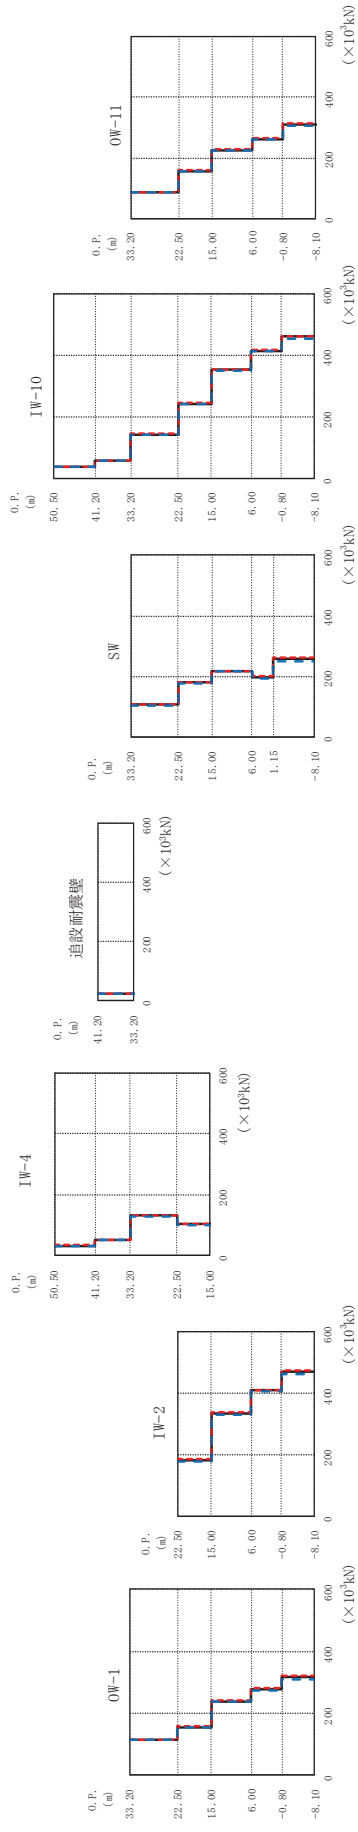 OW-1
O.P.
(m)
33.20
22.50
15.00
6.00
-0.80
-8.10
0
200
400
600
(×10³kN)
IW-2
O.P.
(m)
22.50
15.00
6.00
-0.80
-8.10
0
200
400
600
(×10³kN)
IW-4
O.P.
(m)
50.50
41.20
33.20
22.50
15.00
0
200
400
600
(×10³kN)
追設耐震壁
O.P.
(m)
41.20
33.20
0
200
400
600
(×10³kN)
SW
O.P.
(m)
33.20
22.50
15.00
6.00
1.15
-8.10
0
200
400
600
(×10³kN)
IW-10
O.P.
(m)
50.50
41.20
33.20
22.50
15.00
6.00
-0.80
-8.10
0
200
400
600
(×10³kN)
OW-11
O.P.
(m)
33.20
22.50
15.00
6.00
-0.80
-8.10
0
200
400
600
(×10³kN)